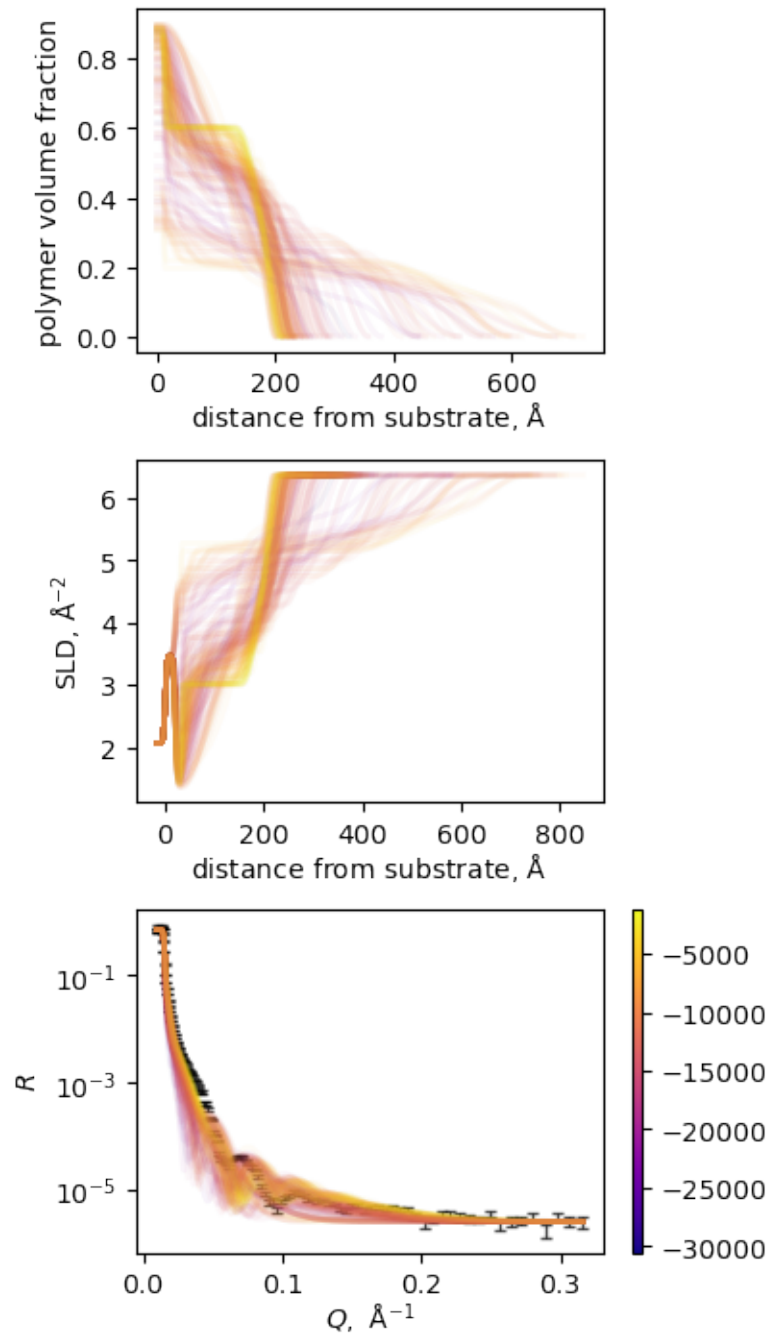 0.8
0.6
0.4
0.2
0.0
polymer volume fraction
0 200 400 600
distance from substrate, Å
6
5
4
3
2
SLD, Å⁻²
0 200 400 600 800
distance from substrate, Å
10⁻¹
10⁻³
10⁻⁵
R
0.0 0.1 0.2 0.3
Q, Å⁻¹
−5000
−10000
−15000
−20000
−25000
−30000